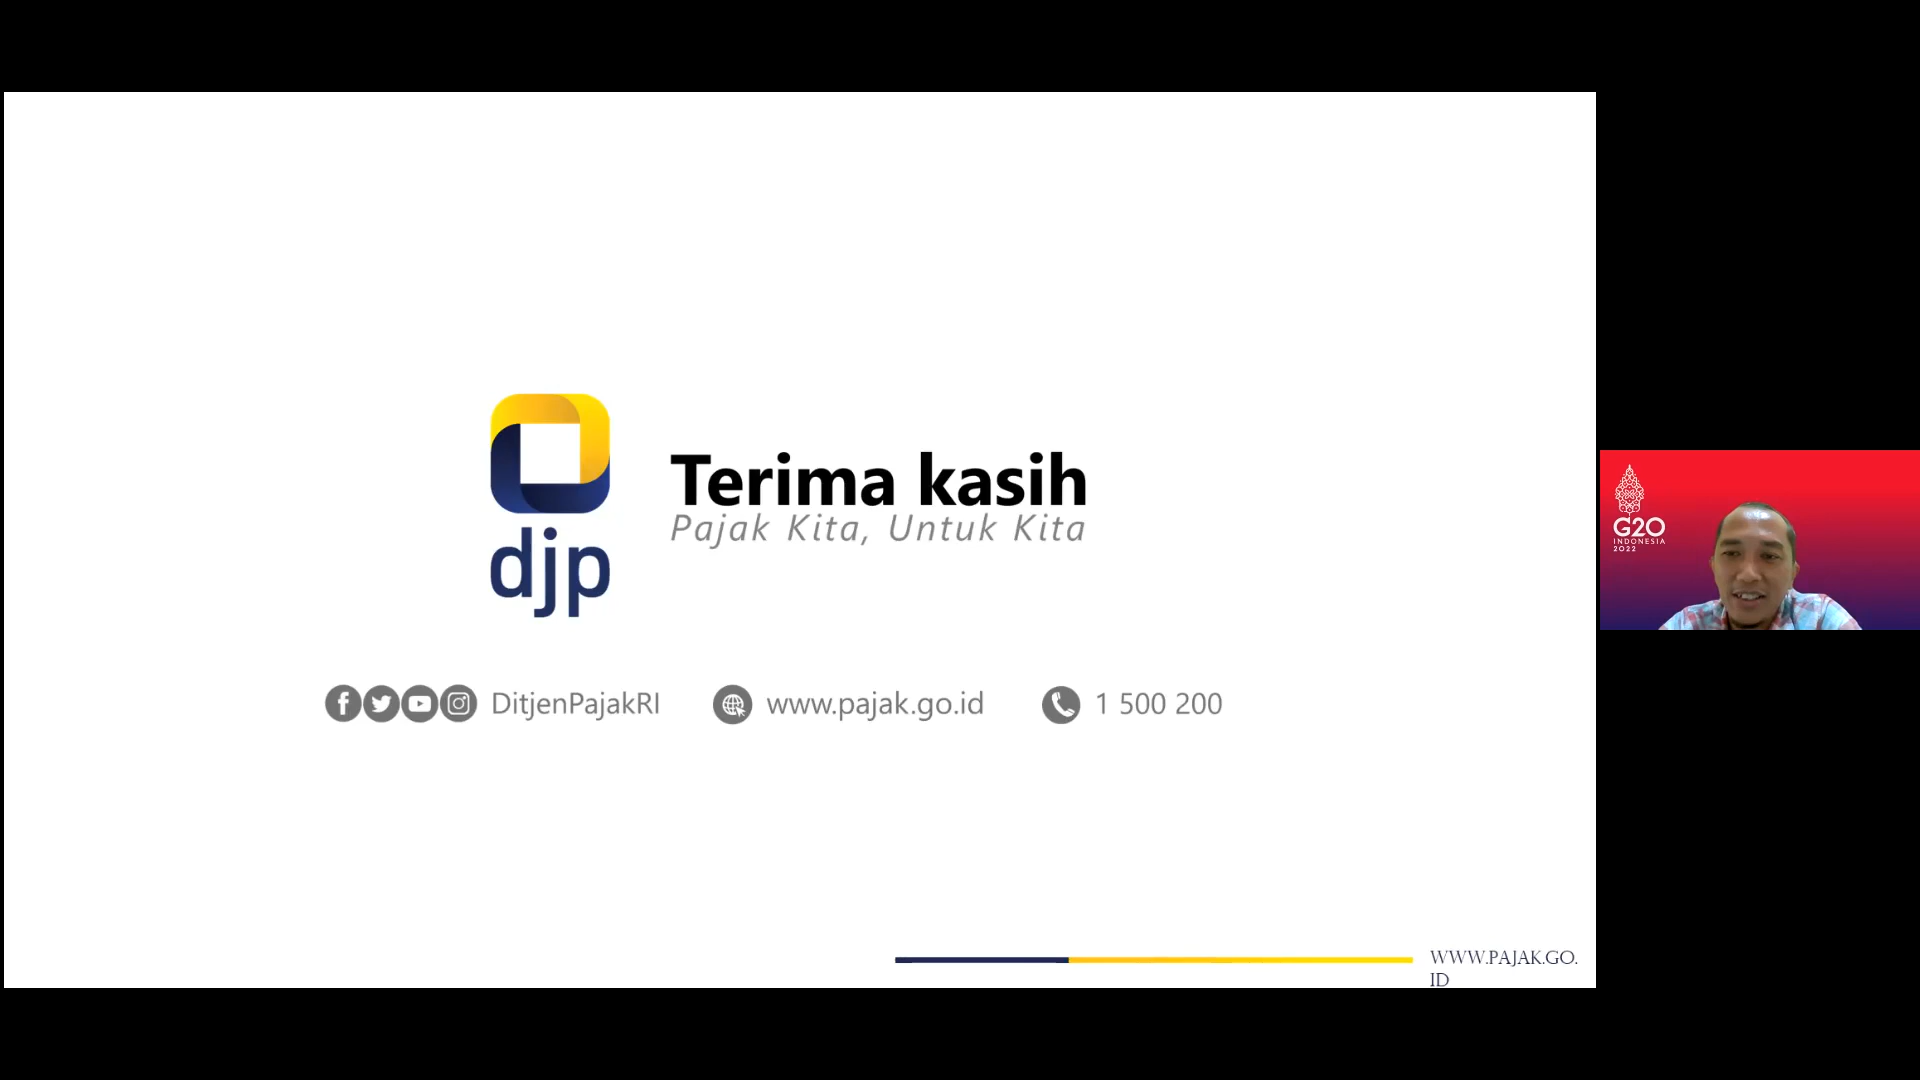 djp
Terima kasih
Pajak Kita, Untuk Kita
DitjenPajakRI
www.pajak.go.id
1 500 200
WWW.PAJAK.GO.
ID
G20
INDONESIA
2022